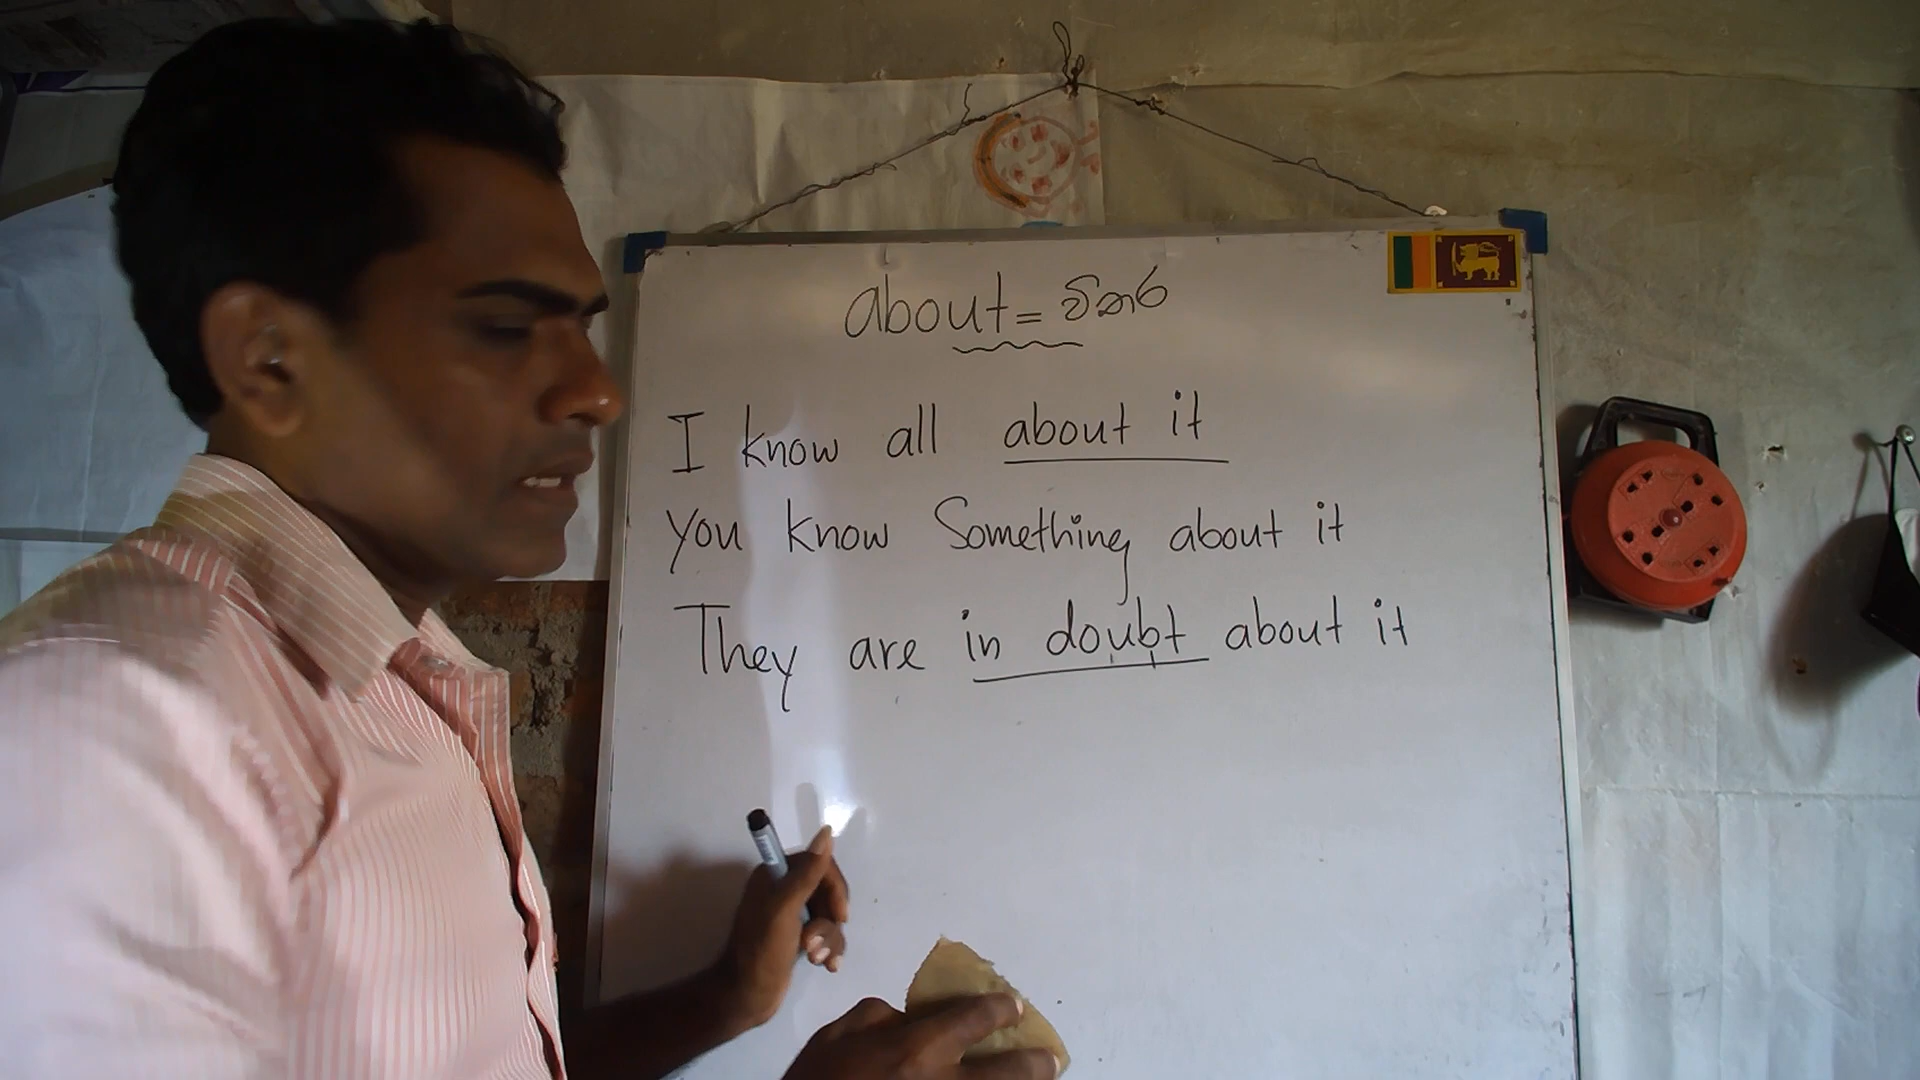 about = විතර
I know all about it
you know Something about it
They are in doubt about it